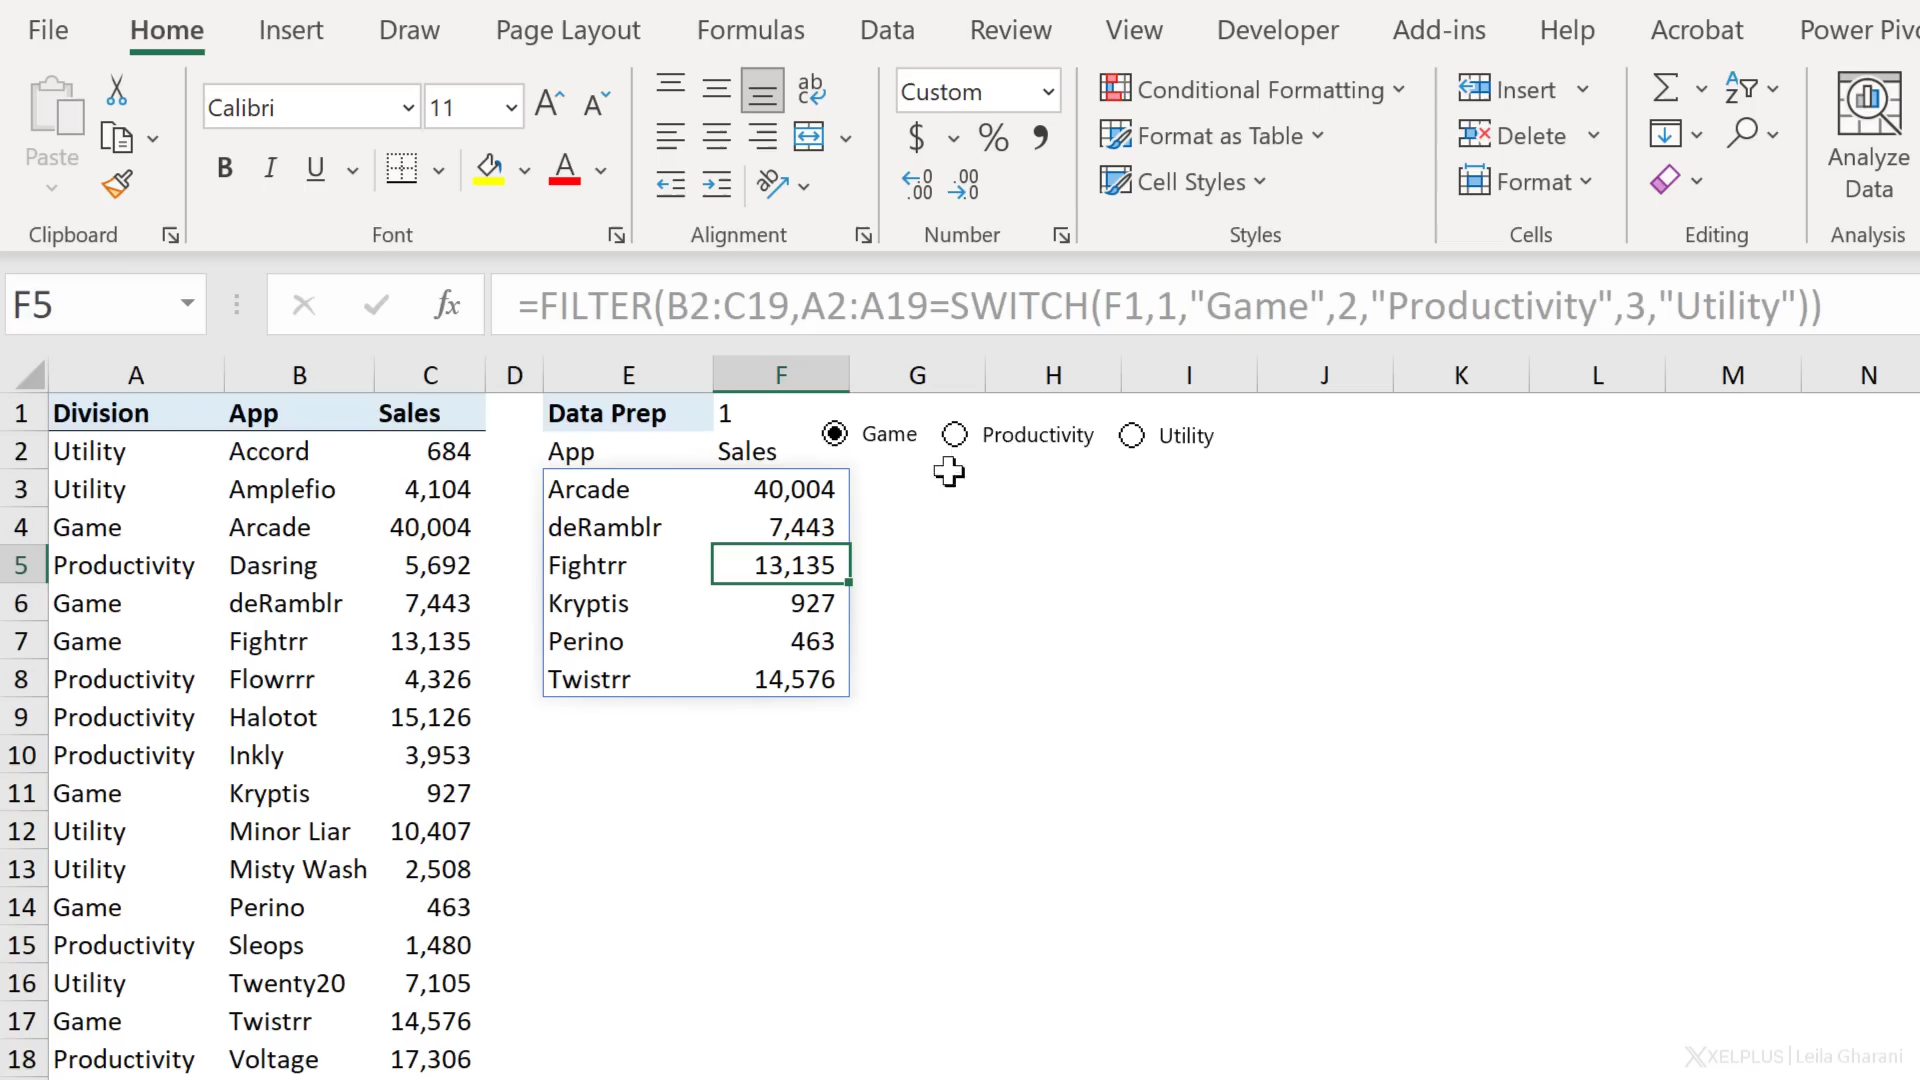 File Home Insert Draw Page Layout Formulas Data Review View Developer Add-ins Help Acrobat Power Piv
Paste
Calibri 11
B I U A
ab
Custom
$ % 9
Conditional Formatting
Format as Table
Cell Styles
Insert
Delete
Format
Analyze
Data
Clipboard Font Alignment Number Styles Cells Editing Analysis
F5 fx =FILTER(B2:C19,A2:A19=SWITCH(F1,1,"Game",2,"Productivity",3,"Utility"))
A B C D E F G H I J K L M N
1 Division App Sales Data Prep 1
Game Productivity Utility
2 Utility Accord 684 App Sales
3 Utility Amplefio 4,104 Arcade 40,004
4 Game Arcade 40,004 deRamblr 7,443
5 Productivity Dasring 5,692 Fightrr 13,135
6 Game deRamblr 7,443 Kryptis 927
7 Game Fightrr 13,135 Perino 463
8 Productivity Flowrrr 4,326 Twistrr 14,576
9 Productivity Halotot 15,126
10 Productivity Inkly 3,953
11 Game Kryptis 927
12 Utility Minor Liar 10,407
13 Utility Misty Wash 2,508
14 Game Perino 463
15 Productivity Sleops 1,480
16 Utility Twenty20 7,105
17 Game Twistrr 14,576
18 Productivity Voltage 17,306
XELPLUS | Leila Gharani